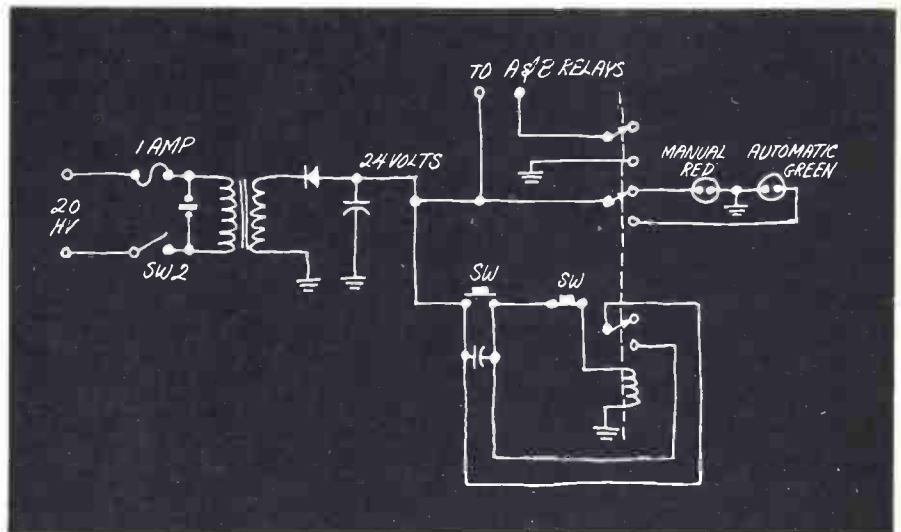 TO A&B RELAYS
1 AMP
24 VOLTS
MANUAL
RED
AUTOMATIC
GREEN
20
HV
SW2
SW
SW